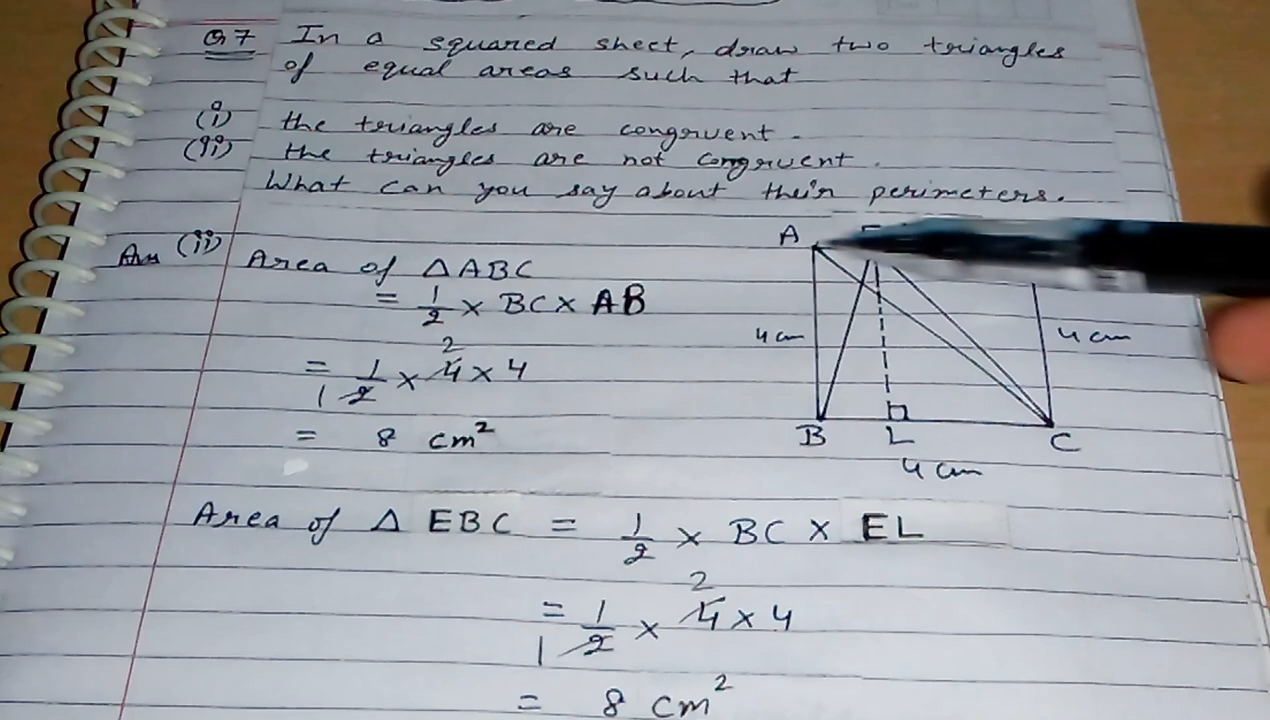 Q7 In a squared sheet, draw two triangles
of equal areas such that
(i) the triangles are congruent.
(ii) the triangles are not congruent.
What can you say about their perimeters.
Ans (ii) Area of △ABC
= 1/2 × BC × AB
= 1/2 × 4 × 4
2
1
= 8 cm²
A
4 cm
4 cm
B L C
4 cm
Area of △ EBC = 1/2 × BC × EL
2
= 1/2 × 4 × 4
1
= 8 cm²